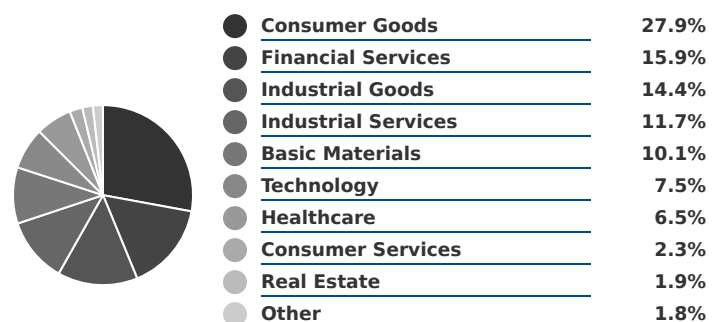 Consumer Goods 27.9%
Financial Services 15.9%
Industrial Goods 14.4%
Industrial Services 11.7%
Basic Materials 10.1%
Technology 7.5%
Healthcare 6.5%
Consumer Services 2.3%
Real Estate 1.9%
Other 1.8%